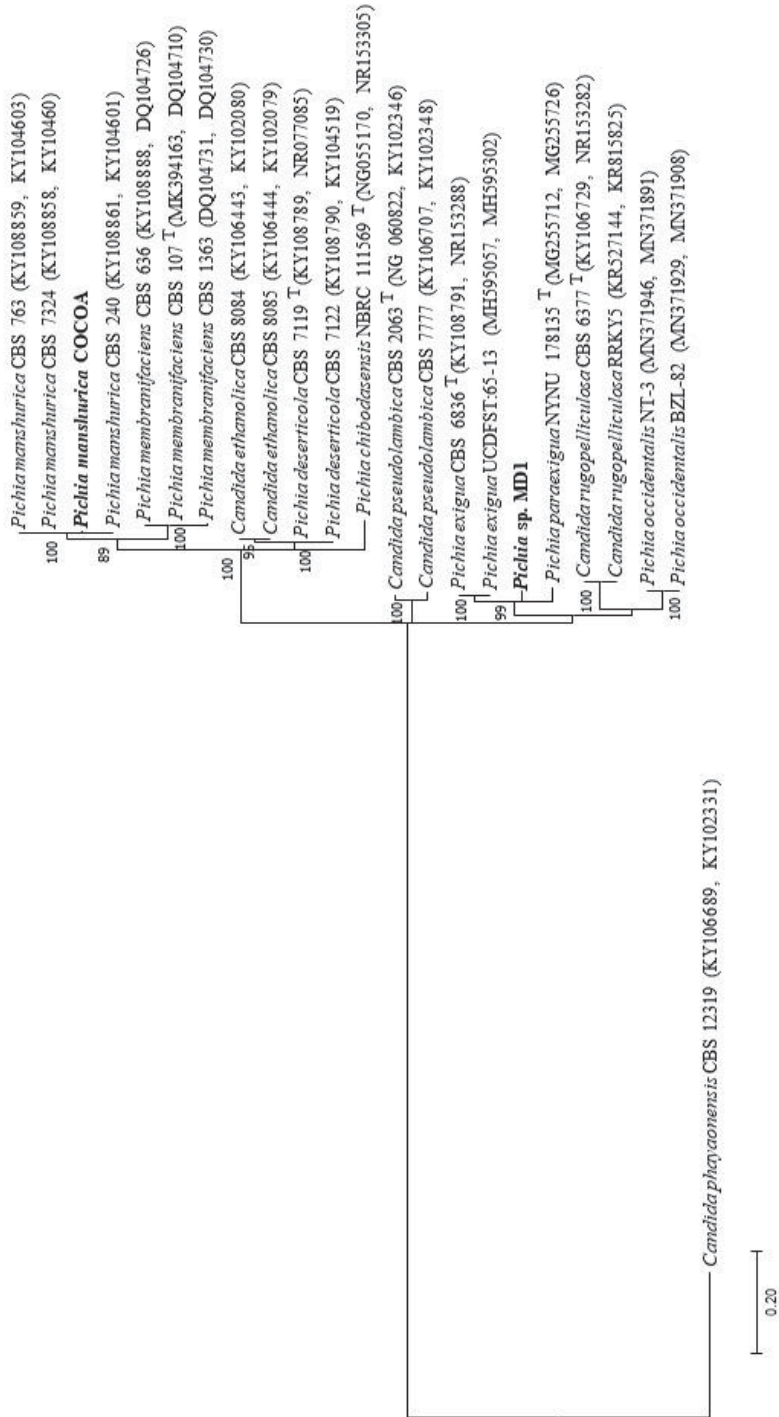 Pichia manshurica CBS 763 (KY108859, KY104603)
Pichia manshurica CBS 7324 (KY108858, KY10460)
Pichia manshurica COCOA
Pichia manshurica CBS 240 (KY108861, KY104601)
Pichia membranifaciens CBS 636 (KY108888, DQ104726)
Pichia membranifaciens CBS 107 T (MK394163, DQ104710)
Pichia membranifaciens CBS 1363 (DQ104731, DQ104730)
Candida ethanolica CBS 8084 (KY106443, KY102080)
Candida ethanolica CBS 8085 (KY106444, KY102079)
Pichia deserticola CBS 7119 T (KY108789, NR077085)
Pichia deserticola CBS 7122 (KY108790, KY104519)
Pichia chibodasensis NBRC 111569 T (NG055170, NR153305)
Candida pseudolambica CBS 2063 T (NG 060822, KY102346)
Candida pseudolambica CBS 7777 (KY106707, KY102348)
Pichia exigua CBS 6836 T (KY108791, NR153288)
Pichia exigua UCDFST:65-13 (MH595057, MH595302)
Pichia sp. MD1
Pichia paraexigua NYNU 178135 T (MG255712, MG255726)
Candida rugopelliculosa CBS 6377 T (KY106729, NR153282)
Candida rugopelliculosa RRKY5 (KR527144, KR815825)
Pichia occidentalis NT-3 (MN371946, MN371891)
Pichia occidentalis BZL-82 (MN371929, MN371908)
Candida phayaonensis CBS 12319 (KY106689, KY102331)
100
89
100
100
95
100
100
100
99
100
100
0.20